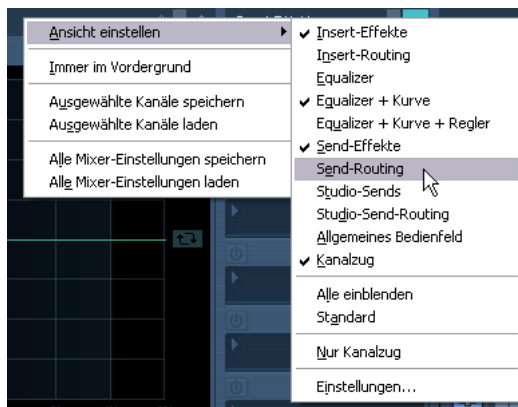 Ansicht einstellen
Immer im Vordergrund
Ausgewählte Kanäle speichern
Ausgewählte Kanäle laden
Alle Mixer-Einstellungen speichern
Alle Mixer-Einstellungen laden
Insert-Effekte
Insert-Routing
Equalizer
Equalizer + Kurve
Equalizer + Kurve + Regler
Send-Effekte
Send-Routing
Studio-Sends
Studio-Send-Routing
Allgemeines Bedienfeld
Kanalzug
Alle einblenden
Standard
Nur Kanalzug
Einstellungen...